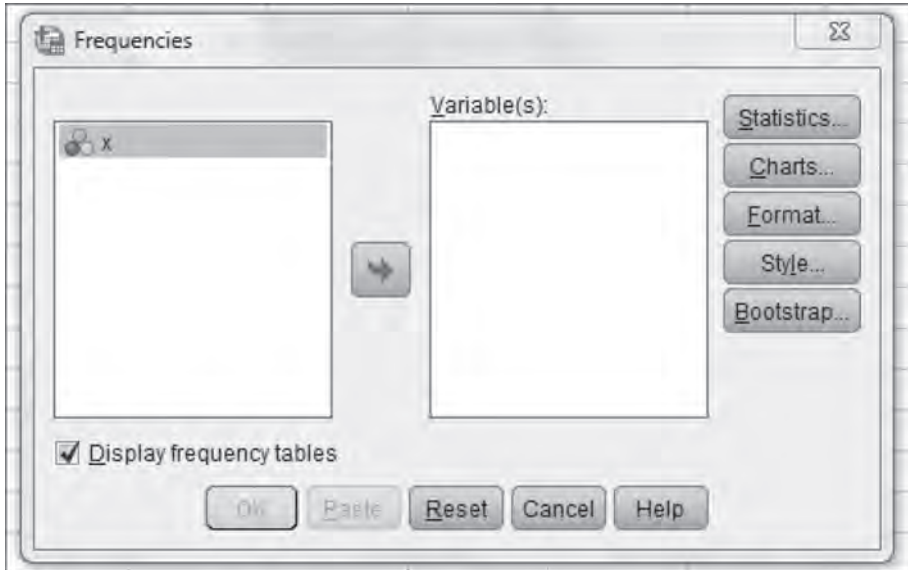 Frequencies
Variable(s):
x
Statistics...
Charts...
Format...
Style...
Bootstrap...
Display frequency tables
OK Paste Reset Cancel Help